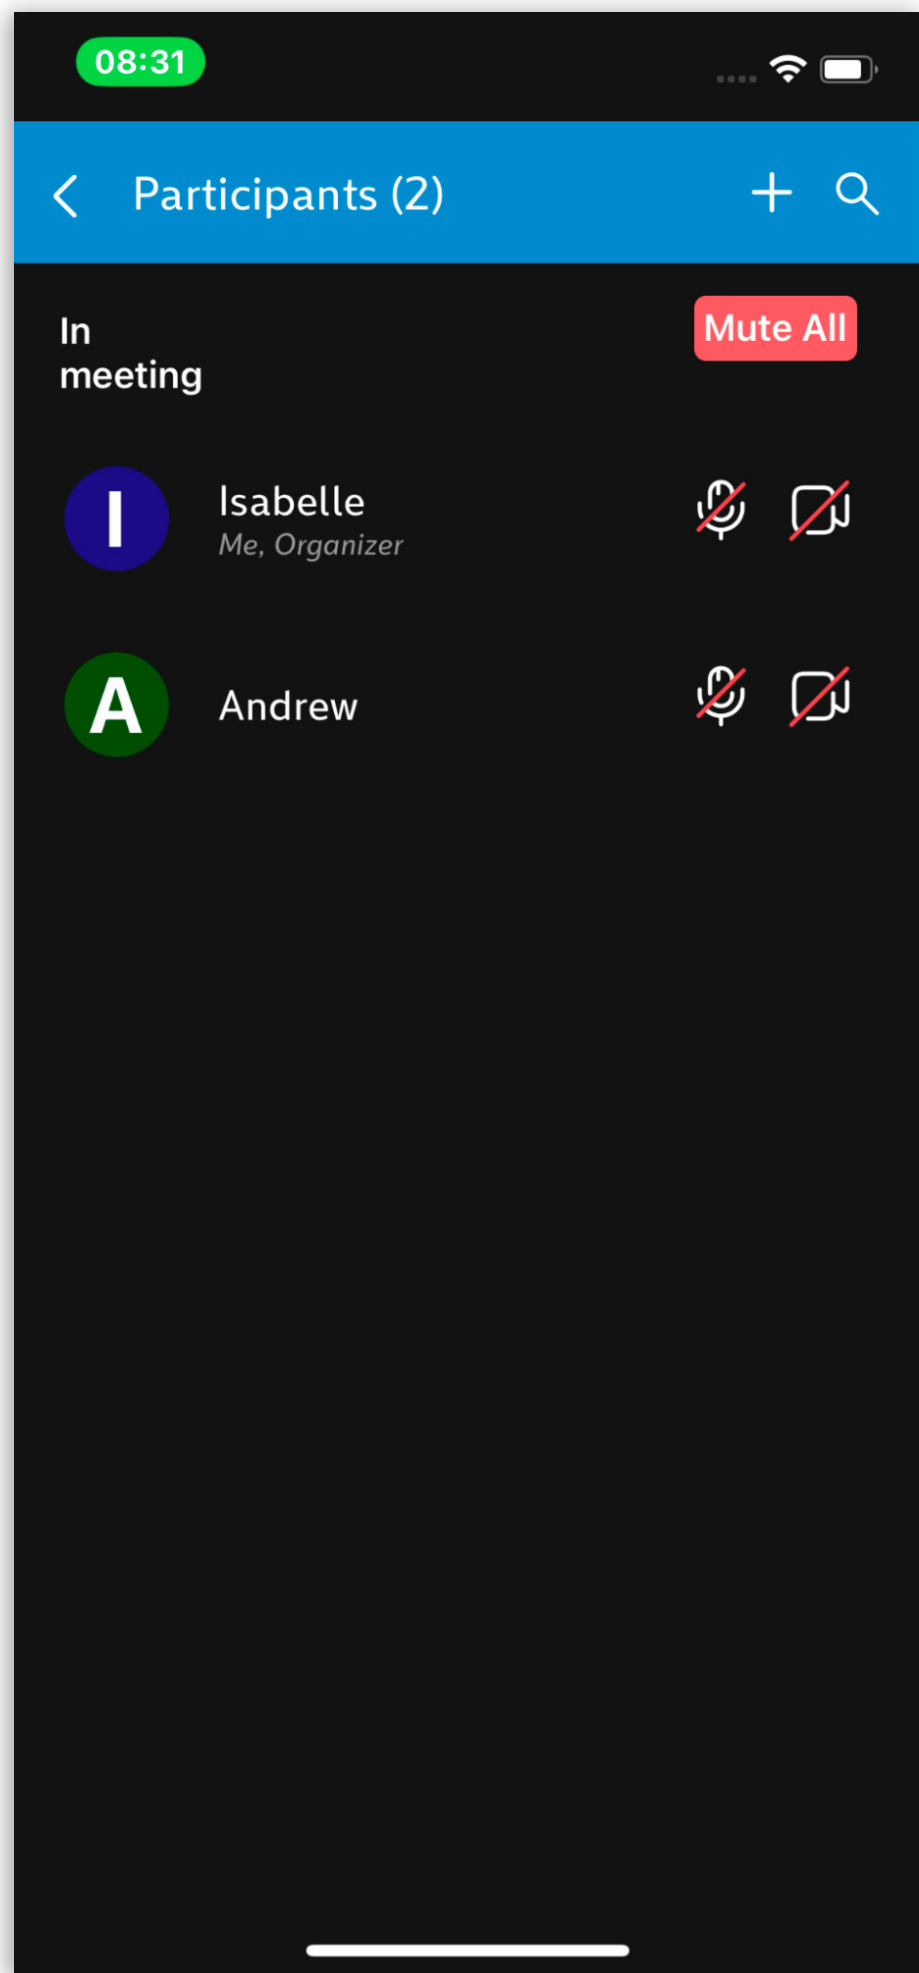 08:31
Participants (2)
In
meeting
Mute All
I
Isabelle
Me, Organizer
A
Andrew